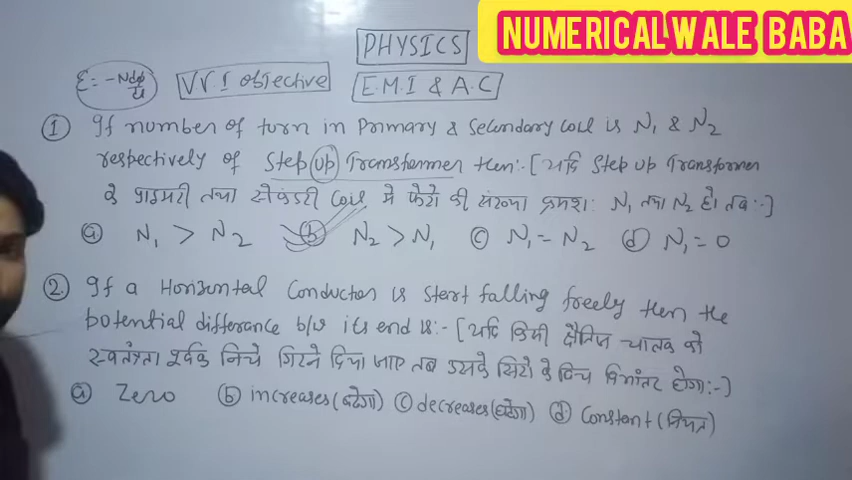 NUMERICAL WALE BABA
PHYSICS
ε = -Ndφ/dt VVI objective E.M.I & A.C
① If number of turn in Primary & Secondary coil is N₁ & N₂
respectively of Step up Transformer then:- [यदि Step up Transformer
के प्राइमरी तथा सेकंडरी Coil मे फेरो की संख्या क्रमश: N₁ तथा N₂ हो तब:-]
ⓐ N₁ > N₂ ⓑ N₂ > N₁ ⓒ N₁ = N₂ ⓓ N₁ = 0
② If a Horizontal Conductor is start falling freely then the
potential difference b/w its end is:- [यदि किसी क्षैतिज चालक को
स्वतंत्रता पूर्वक निचे गिरने दिया जाए तब उसके सिरो के बिच विभांतर होगा:-]
ⓐ Zero ⓑ increases (बढेगा) ⓒ decreases (घटेगा) ⓓ Constant (नियत)